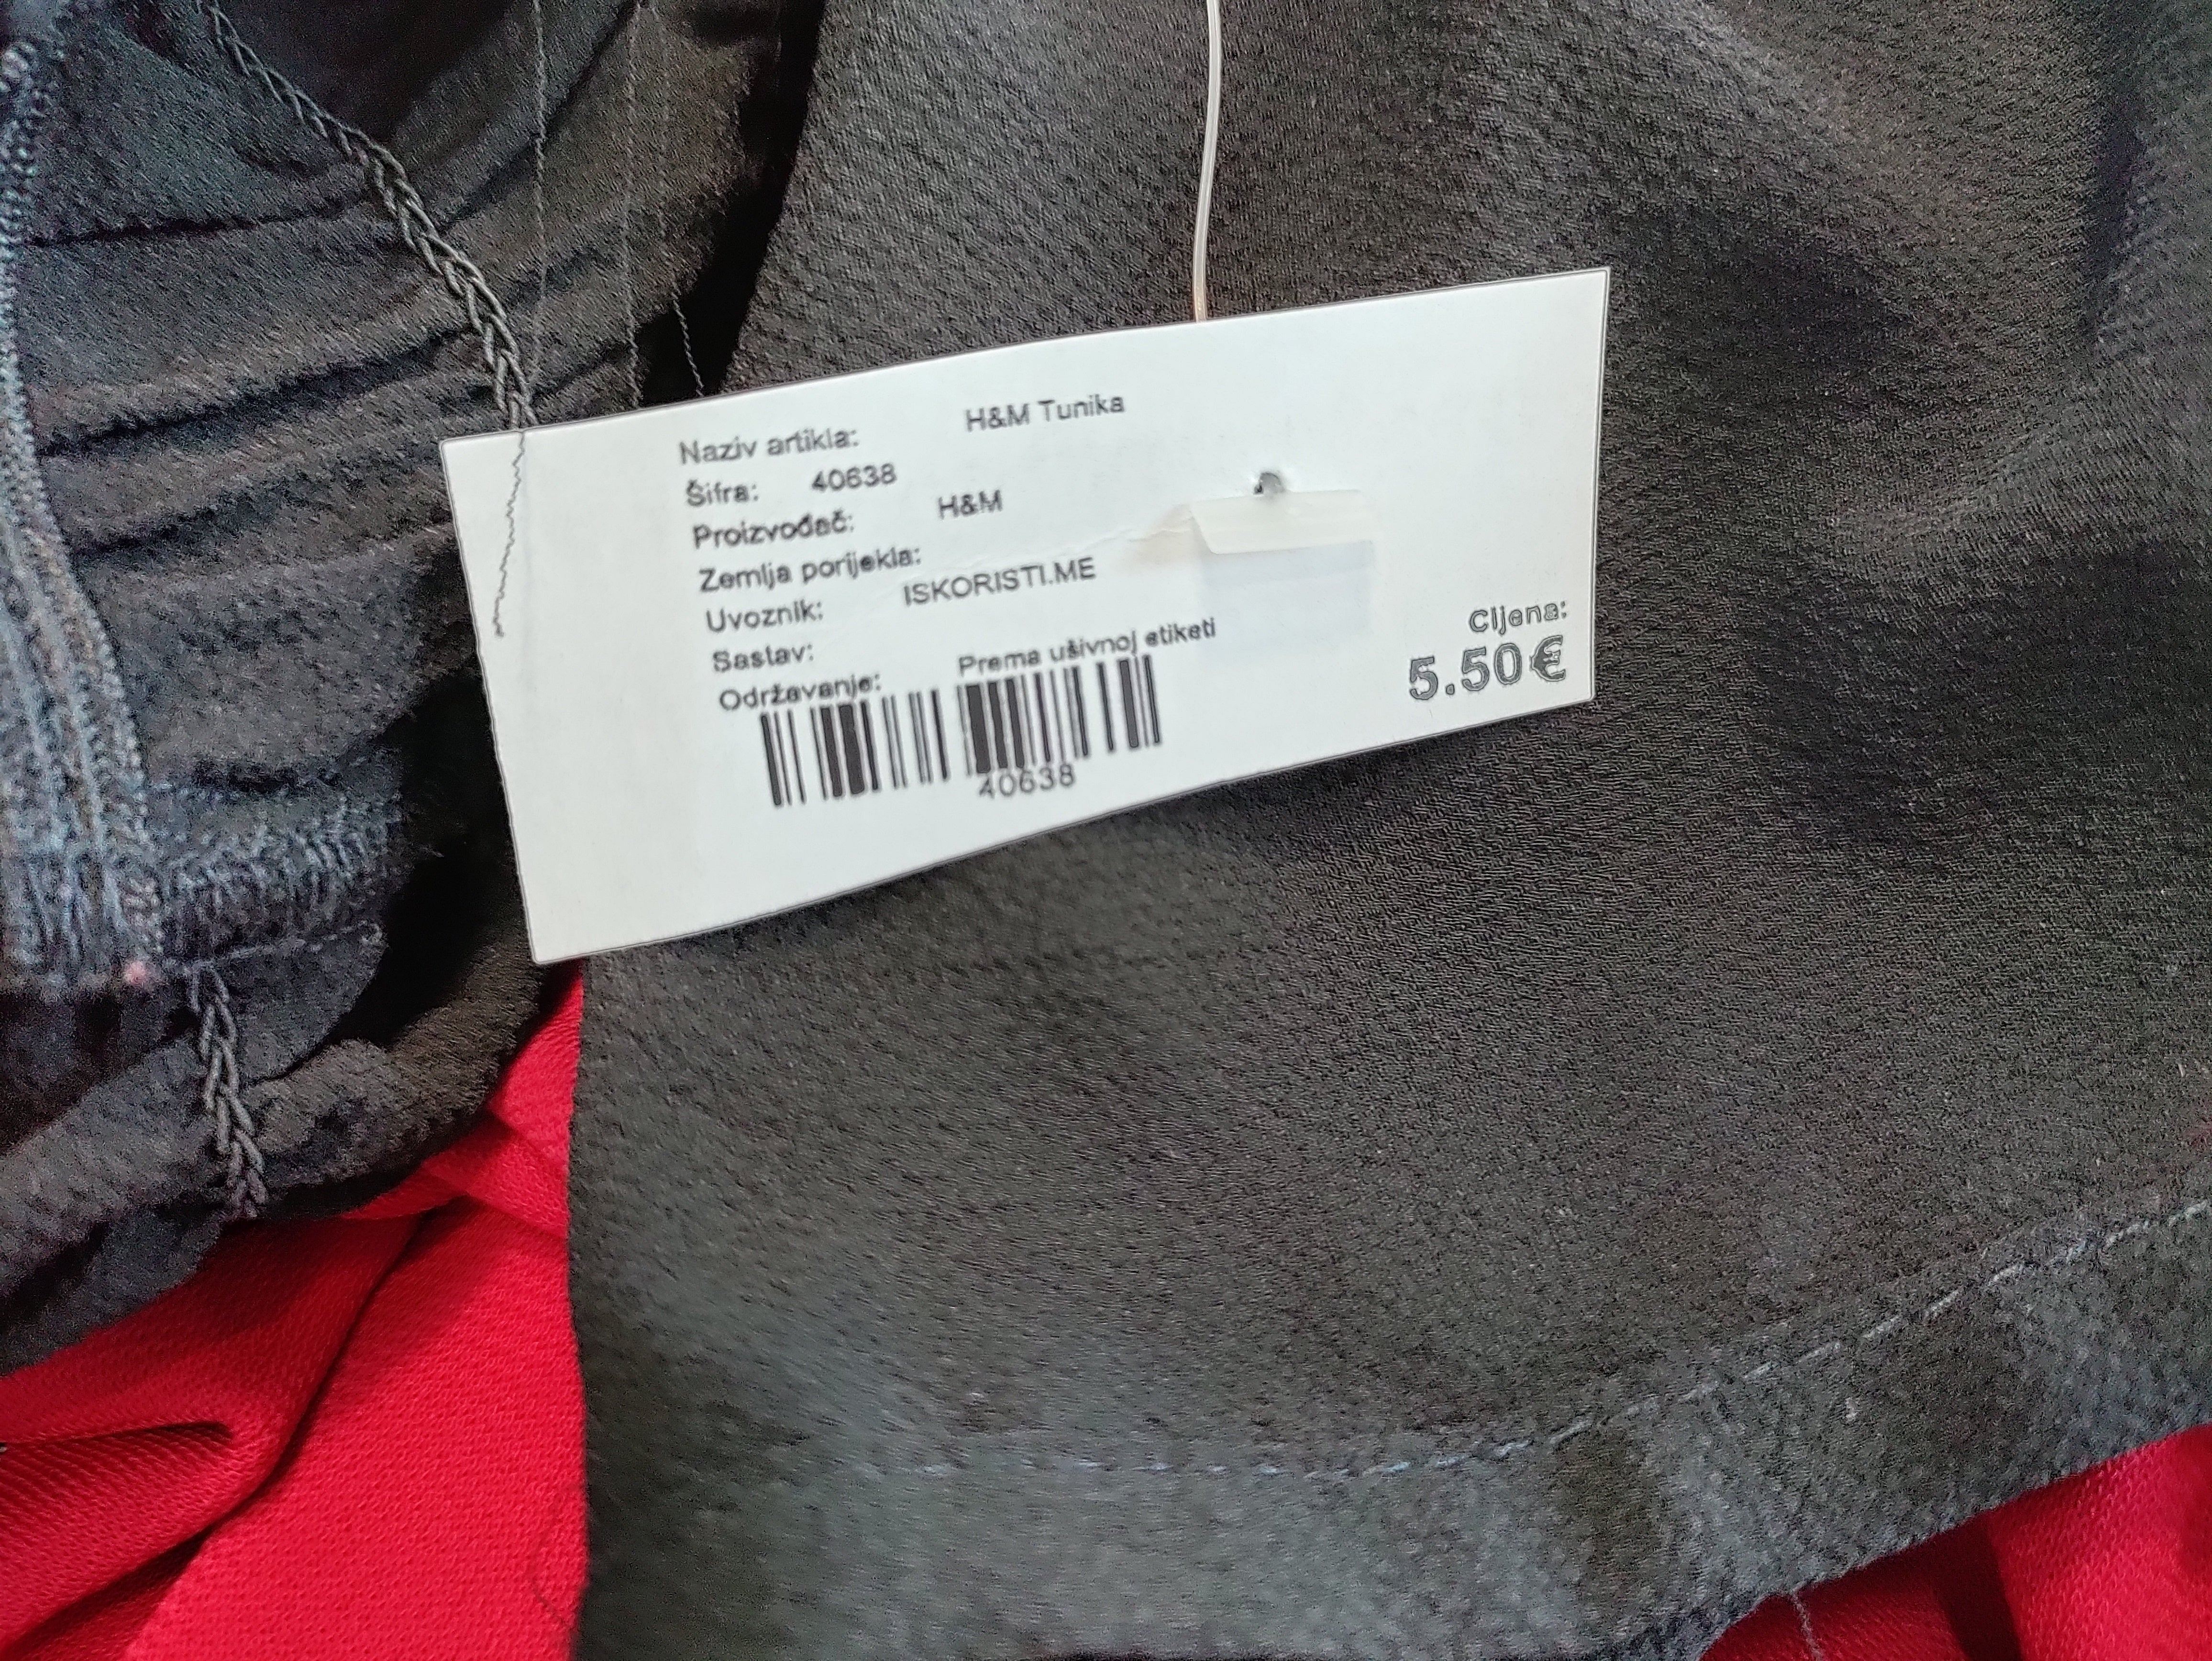 Naziv artikla: H&M Tunika
Šifra: 40638
Proizvođač: H&M
Zemlja porijekla:
Uvoznik: ISKORISTI.ME
Sastav:
Održavanje: Prema ušivnoj etiketi
40638
Cijena:
5.50€